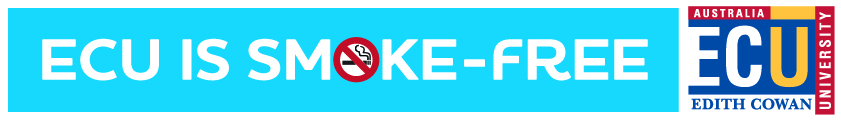 ECU IS SMOKE-FREE
AUSTRALIA
ECU
EDITH COWAN
UNIVERSITY